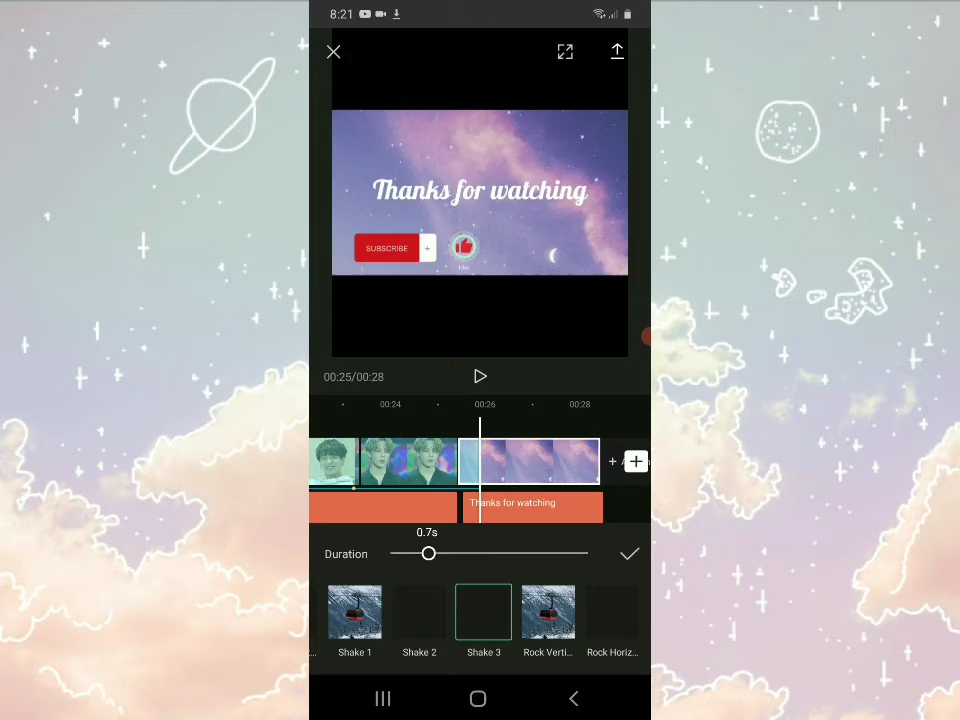 8:21
Thanks for watching
SUBSCRIBE +
Like
00:25/00:28
00:24 00:26 00:28
Thanks for watching
0.7s
Duration
Shake 1 Shake 2 Shake 3 Rock Verti... Rock Horiz...